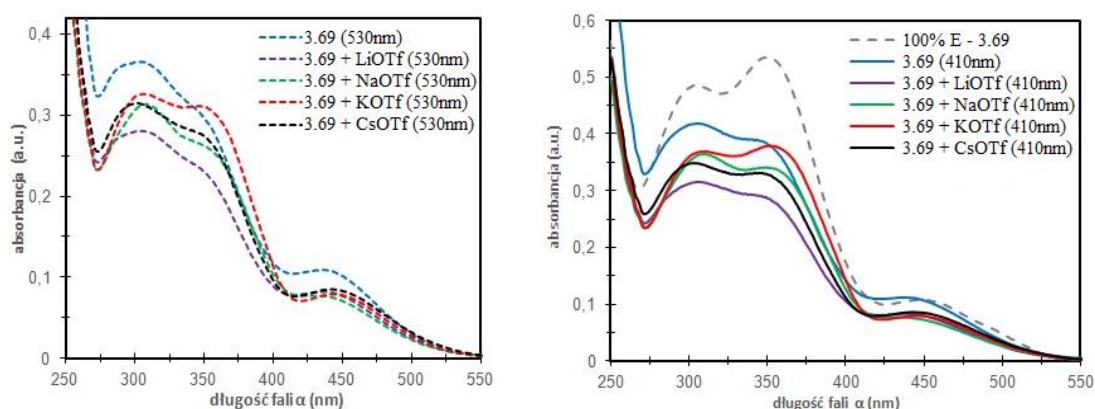 0,4
0,3
0,2
0,1
0
absorbancja (a.u.)
3.69 (530nm)
3.69 + LiOTf (530nm)
3.69 + NaOTf (530nm)
3.69 + KOTf (530nm)
3.69 + CsOTf (530nm)
250 300 350 400 450 500 550
długość fali α (nm)
0,6
0,5
0,4
0,3
0,2
0,1
0
absorbancja (a.u.)
100% E - 3.69
3.69 (410nm)
3.69 + LiOTf (410nm)
3.69 + NaOTf (410nm)
3.69 + KOTf (410nm)
3.69 + CsOTf (410nm)
250 300 350 400 450 500 550
długość fali α (nm)